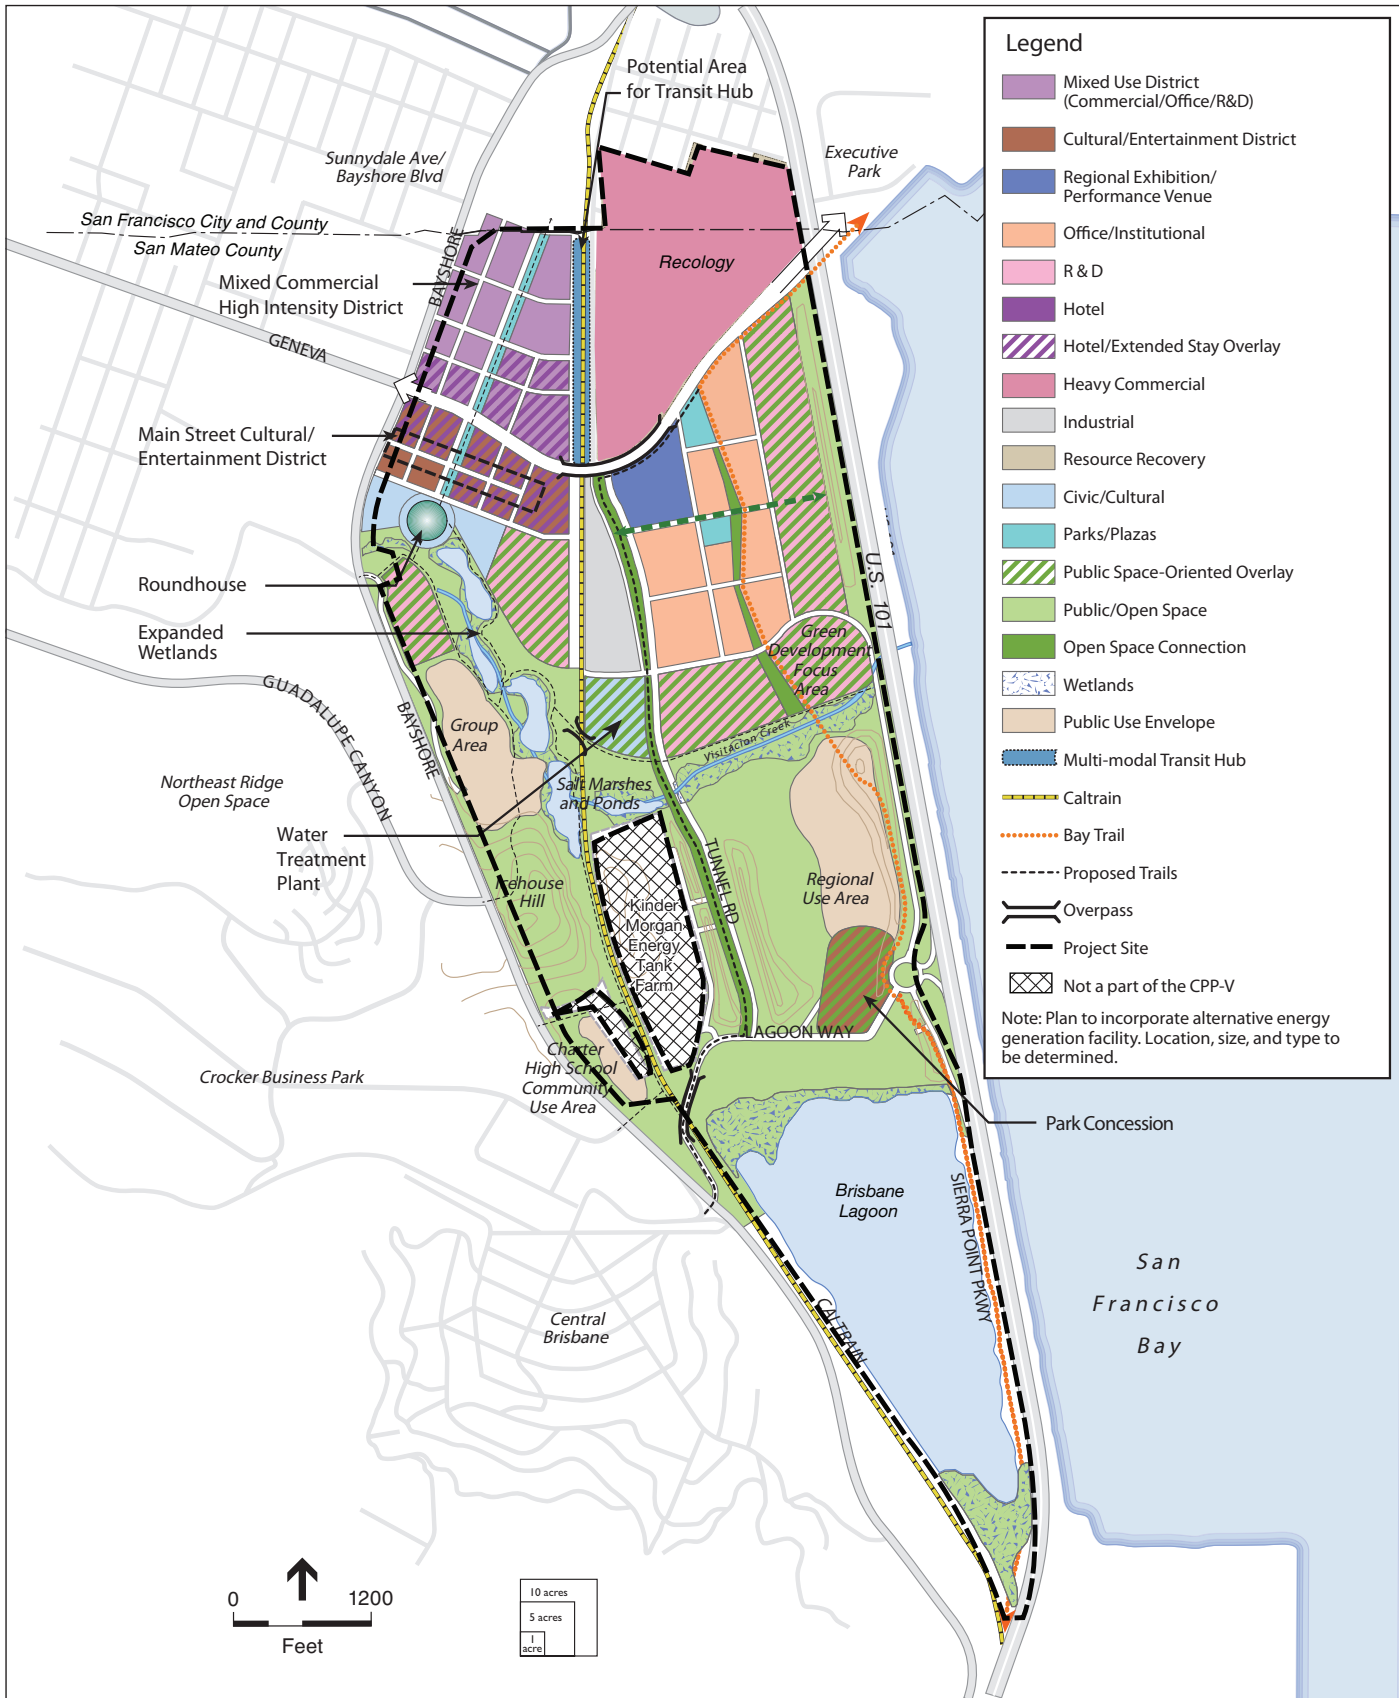 Potential Area
for Transit Hub
Sunnydale Ave/
Bayshore Blvd
Executive
Park
San Francisco City and County
San Mateo County
BAYSHORE
Recology
Mixed Commercial
High Intensity District
GENEVA
Main Street Cultural/
Entertainment District
U.S. 101
Roundhouse
Expanded
Wetlands
Green
Development
Focus
Area
GUADALUPE CANYON
BAYSHORE
Group
Area
Visitacion Creek
Northeast Ridge
Open Space
Salt Marshes
and Ponds
Water
Treatment
Plant
TUNNEL RD
Icehouse
Hill
Regional
Use Area
Kinder
Morgan
Energy
Tank
Farm
LAGOON WAY
Charter
High School
Community
Use Area
Crocker Business Park
Park Concession
Brisbane
Lagoon
SIERRA POINT PKWY
San
Francisco
Bay
CALTRAIN
Central
Brisbane
0 1200
Feet
10 acres
5 acres
1
acre
Legend
Mixed Use District
(Commercial/Office/R&D)
Cultural/Entertainment District
Regional Exhibition/
Performance Venue
Office/Institutional
R & D
Hotel
Hotel/Extended Stay Overlay
Heavy Commercial
Industrial
Resource Recovery
Civic/Cultural
Parks/Plazas
Public Space-Oriented Overlay
Public/Open Space
Open Space Connection
Wetlands
Public Use Envelope
Multi-modal Transit Hub
Caltrain
Bay Trail
Proposed Trails
Overpass
Project Site
Not a part of the CPP-V
Note: Plan to incorporate alternative energy
generation facility. Location, size, and type to
be determined.